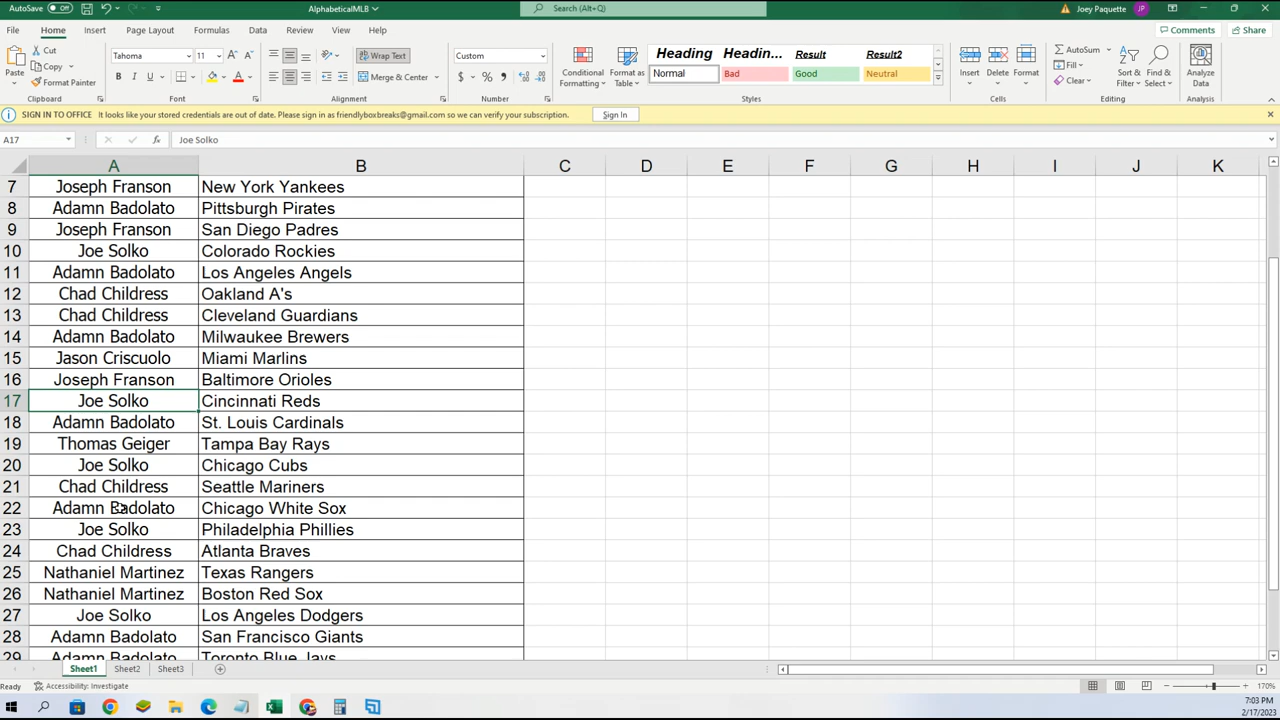 AutoSave Off AlphabeticalMLB Search (Alt+Q) Joey Paquette JP
File Home Insert Page Layout Formulas Data Review View Help Comments Share
Paste Cut Copy Format Painter Clipboard
Tahoma 11 B I U A A Font
Wrap Text Merge & Center Alignment
Custom $ % , Number
Conditional Formatting Format as Table Heading Headin... Result Result2
Normal Bad Good Neutral Styles
Insert Delete Format Cells
AutoSum Fill Clear Sort & Filter Find & Select Editing
Analyze Data Analysis
SIGN IN TO OFFICE It looks like your stored credentials are out of date. Please sign in as friendlyboxbreaks@gmail.com so we can verify your subscription. Sign In
A17 fx Joe Solko
A B C D E F G H I J K
7 Joseph Franson New York Yankees
8 Adamn Badolato Pittsburgh Pirates
9 Joseph Franson San Diego Padres
10 Joe Solko Colorado Rockies
11 Adamn Badolato Los Angeles Angels
12 Chad Childress Oakland A's
13 Chad Childress Cleveland Guardians
14 Adamn Badolato Milwaukee Brewers
15 Jason Criscuolo Miami Marlins
16 Joseph Franson Baltimore Orioles
17 Joe Solko Cincinnati Reds
18 Adamn Badolato St. Louis Cardinals
19 Thomas Geiger Tampa Bay Rays
20 Joe Solko Chicago Cubs
21 Chad Childress Seattle Mariners
22 Adamn Badolato Chicago White Sox
23 Joe Solko Philadelphia Phillies
24 Chad Childress Atlanta Braves
25 Nathaniel Martinez Texas Rangers
26 Nathaniel Martinez Boston Red Sox
27 Joe Solko Los Angeles Dodgers
28 Adamn Badolato San Francisco Giants
29 Adamn Badolato Toronto Blue Jays
Sheet1 Sheet2 Sheet3
Ready Accessibility: Investigate 170%
7:03 PM
2/17/2023